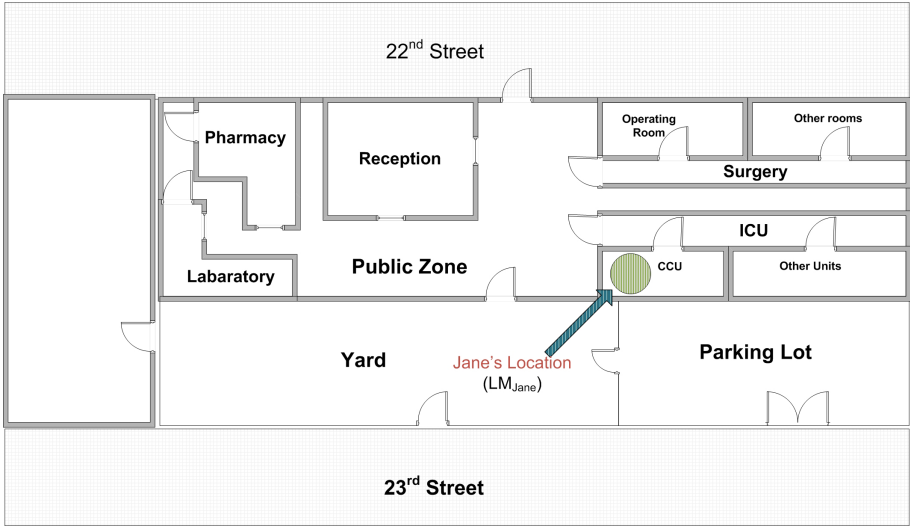 22nd Street
Pharmacy
Reception
Operating
Room
Other rooms
Surgery
ICU
Labaratory
Public Zone
CCU
Other Units
Yard
Jane's Location
(LMJane)
Parking Lot
23rd Street